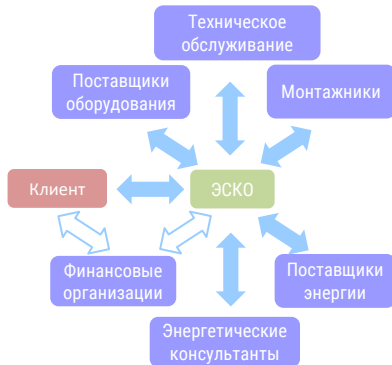 Техническое
обслуживание
Поставщики
оборудования
Монтажники
Клиент
ЭСКО
Финансовые
организации
Поставщики
энергии
Энергетические
консультанты